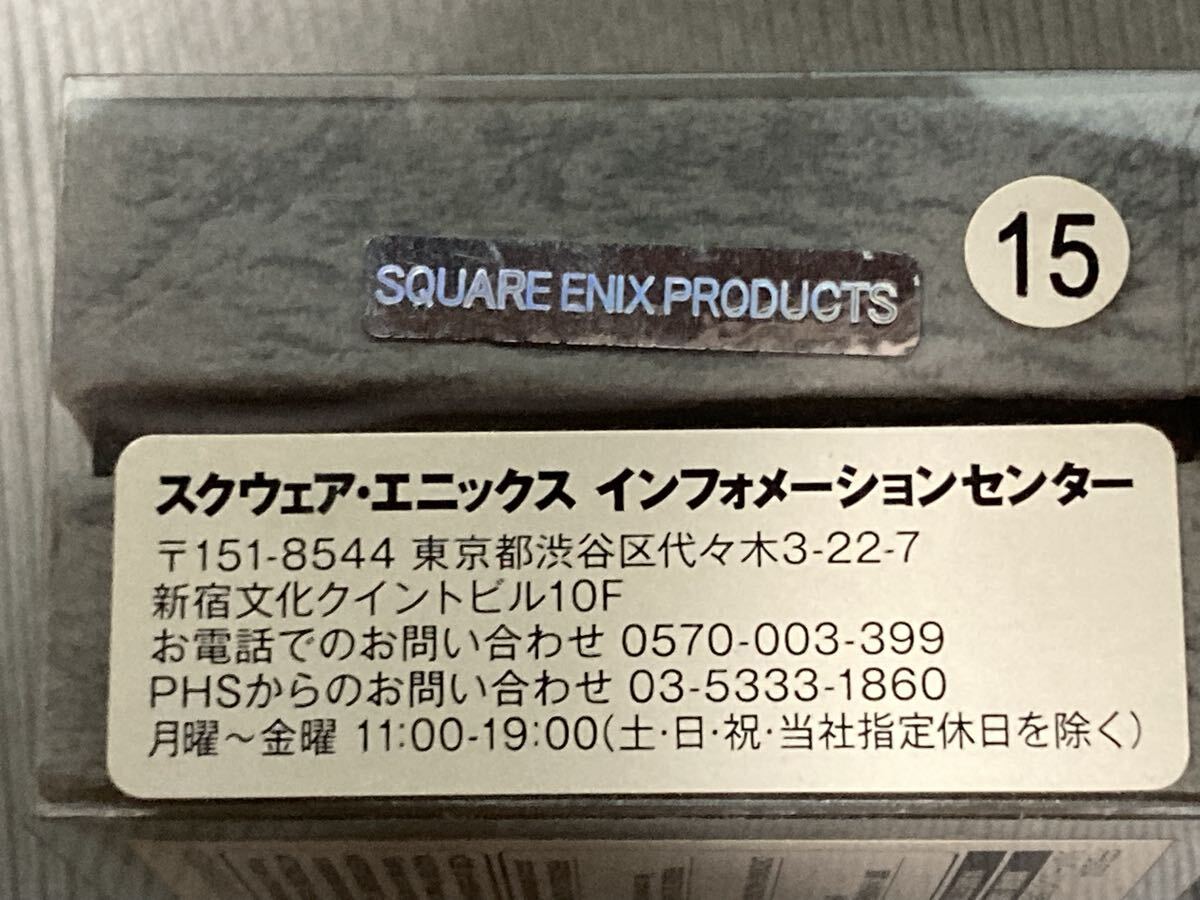 SQUARE ENIX PRODUCTS
15
スクウェア・エニックス インフォメーションセンター
〒151-8544 東京都渋谷区代々木3-22-7
新宿文化クイントビル10F
お電話でのお問い合わせ 0570-003-399
PHSからのお問い合わせ 03-5333-1860
月曜～金曜 11:00-19:00(土・日・祝・当社指定休日を除く)